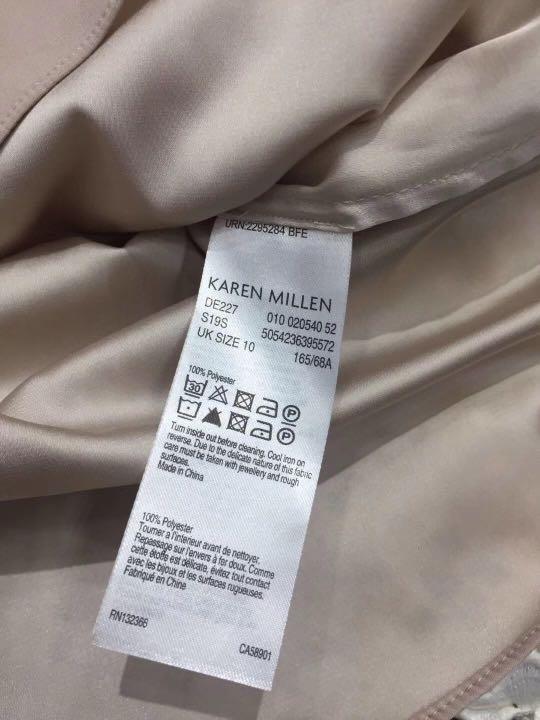 URN:2295284 BFE
KAREN MILLEN
DE227 010 020540 52
S19S 5054236395572
UK SIZE 10 165/68A
100% Polyester
30 P
P
Turn inside out before cleaning. Cool iron on
reverse. Due to the delicate nature of this fabric
care must be taken with jewellery and rough
surfaces.
Made in China
100% Polyester
Tourner a l'interieur avant de nettoyer.
Repassage sur l'envers à fer doux. Comme
cette étoffe est délicate, évitez tout contact
avec les bijoux et les surfaces rugueuses.
Fabriqué en China
RN132366
CA58901